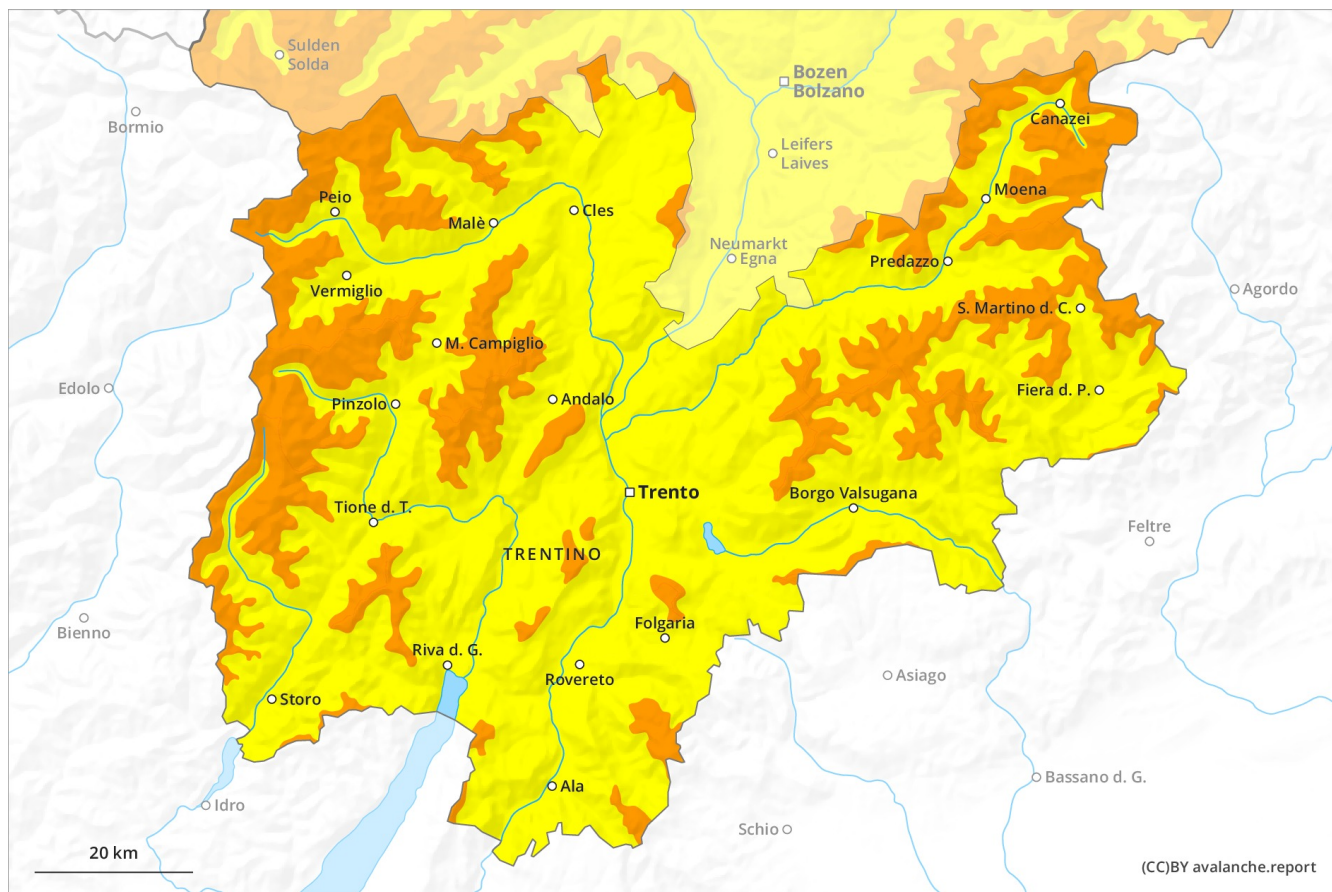 Sulden
Solda
Bozen
Bolzano
Bormio
Canazei
Leifers
Laives
Peio
Moena
Malè
Cles
Neumarkt
Egna
Predazzo
Vermiglio
Agordo
S. Martino d. C.
M. Campiglio
Edolo
Pinzolo
Andalo
Fiera d. P.
Trento
Borgo Valsugana
Tione d. T.
Feltre
TRENTINO
Bienno
Folgaria
Riva d. G.
Rovereto
Asiago
Storo
Bassano d. G.
Ala
Idro
Schio
20 km
(CC)BY avalanche.report